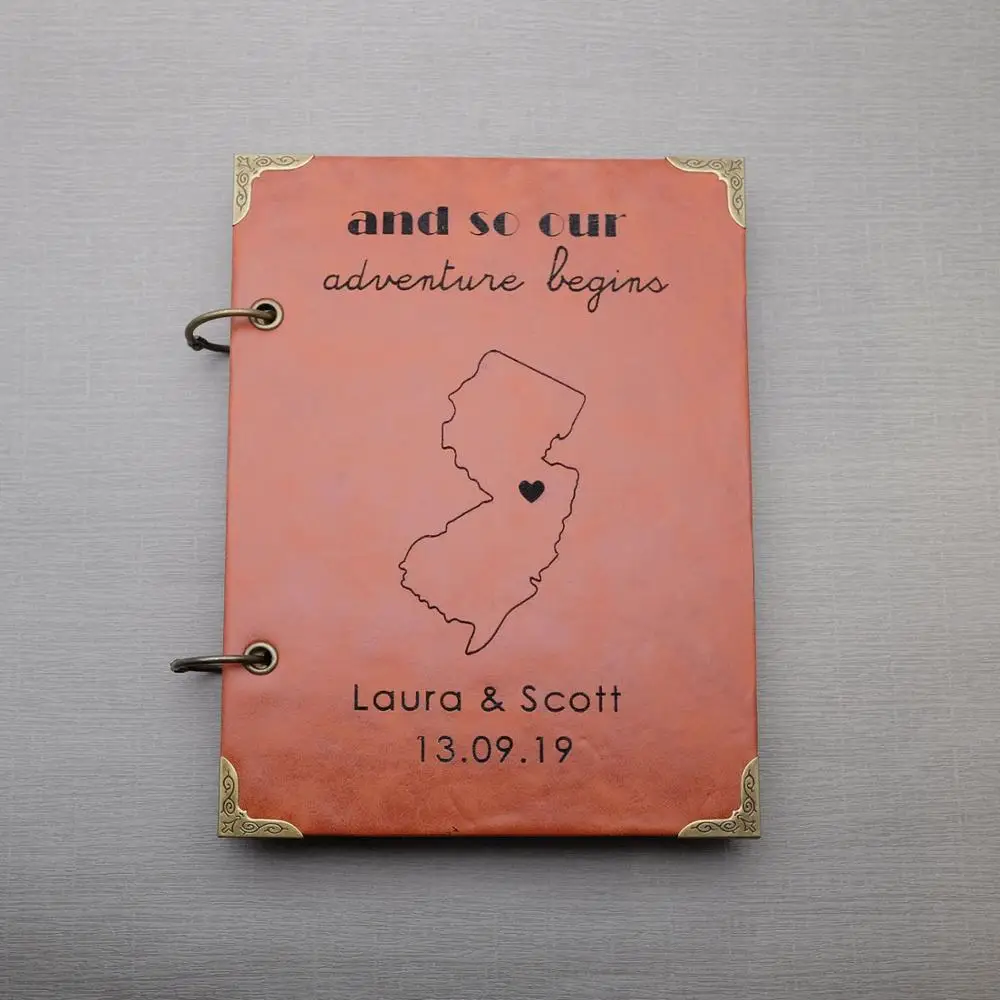 and so our
adventure begins
Laura & Scott
13.09.19